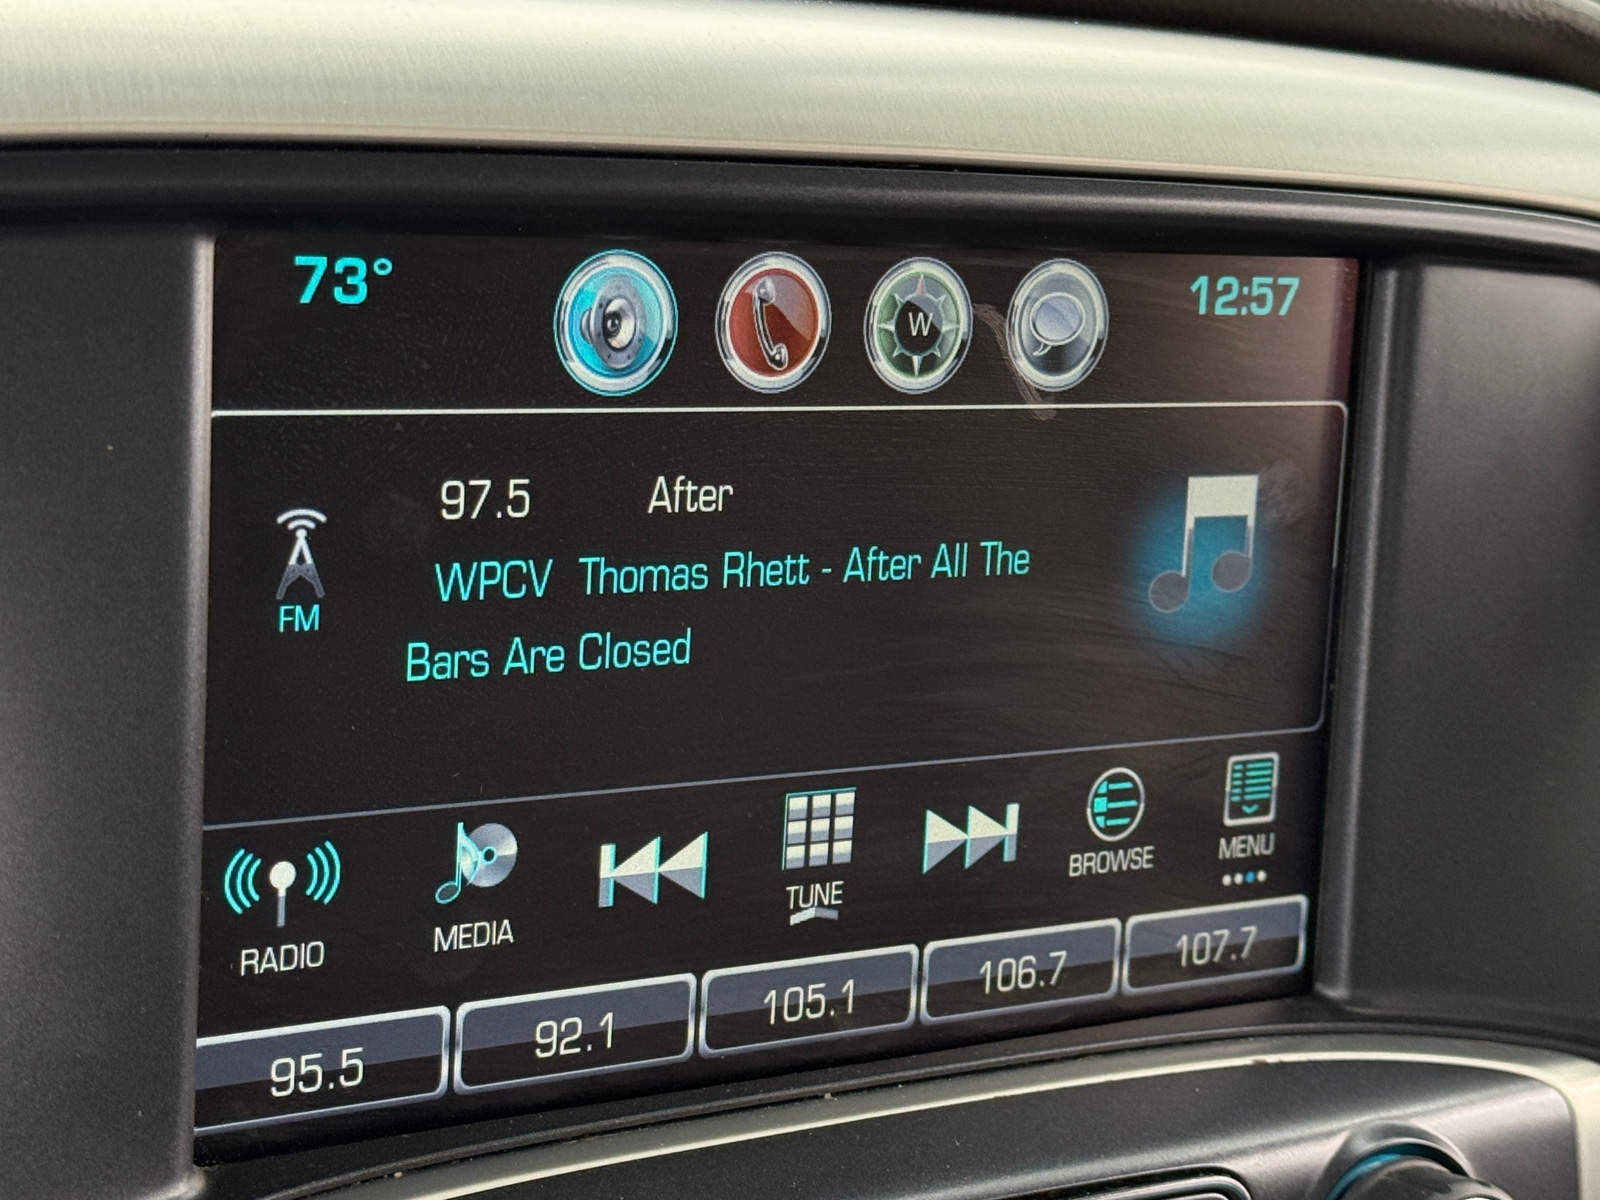 73° W 12:57
97.5 After
WPCV Thomas Rhett - After All The
Bars Are Closed
FM
RADIO MEDIA TUNE BROWSE MENU
95.5 92.1 105.1 106.7 107.7